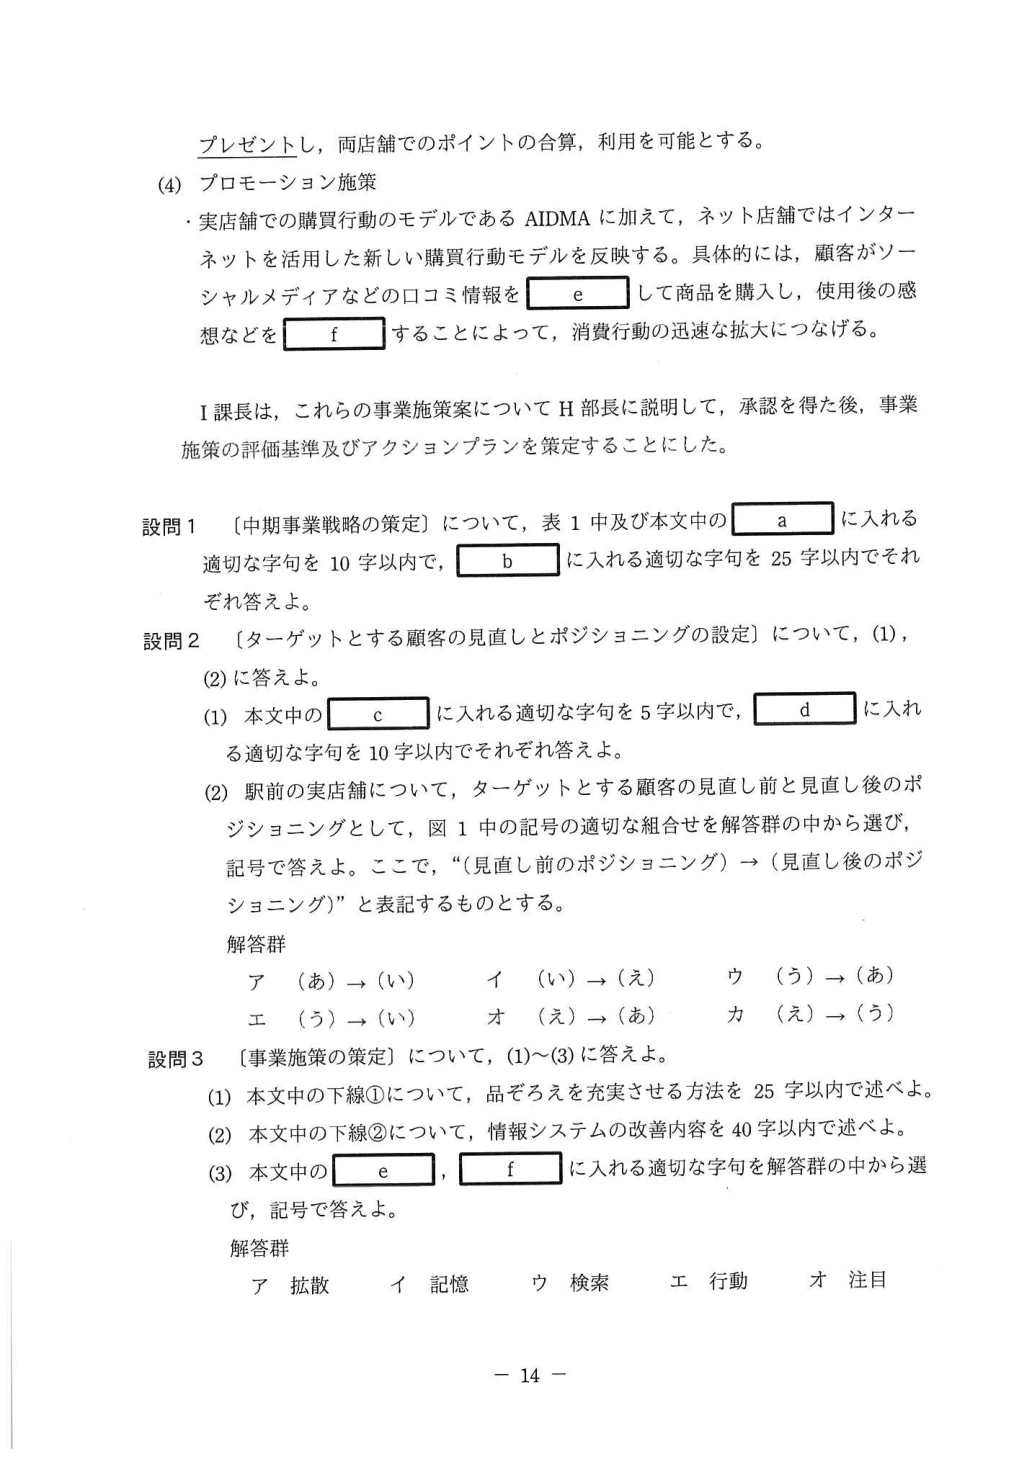 プレゼントし，両店舗でのポイントの合算，利用を可能とする。
(4) プロモーション施策
・実店舗での購買行動のモデルである AIDMA に加えて，ネット店舗ではインター
ネットを活用した新しい購買行動モデルを反映する。具体的には，顧客がソー
シャルメディアなどの口コミ情報を e して商品を購入し，使用後の感
想などを f することによって，消費行動の迅速な拡大につなげる。
I 課長は，これらの事業施策案について H 部長に説明して，承認を得た後，事業
施策の評価基準及びアクションプランを策定することにした。
設問1 〔中期事業戦略の策定〕について，表 1 中及び本文中の a に入れる
適切な字句を 10 字以内で， b に入れる適切な字句を 25 字以内でそれ
ぞれ答えよ。
設問2 〔ターゲットとする顧客の見直しとポジショニングの設定〕について，(1)，
(2) に答えよ。
(1) 本文中の c に入れる適切な字句を 5 字以内で， d に入れ
る適切な字句を 10 字以内でそれぞれ答えよ。
(2) 駅前の実店舗について，ターゲットとする顧客の見直し前と見直し後のポ
ジショニングとして，図 1 中の記号の適切な組合せを解答群の中から選び，
記号で答えよ。ここで，“（見直し前のポジショニング）→（見直し後のポジ
ショニング）” と表記するものとする。
解答群
ア （あ）→（い） イ （い）→（え） ウ （う）→（あ）
エ （う）→（い） オ （え）→（あ） カ （え）→（う）
設問3 〔事業施策の策定〕について，(1)～(3) に答えよ。
(1) 本文中の下線①について，品ぞろえを充実させる方法を 25 字以内で述べよ。
(2) 本文中の下線②について，情報システムの改善内容を 40 字以内で述べよ。
(3) 本文中の e ， f に入れる適切な字句を解答群の中から選
び，記号で答えよ。
解答群
ア 拡散 イ 記憶 ウ 検索 エ 行動 オ 注目
－ 14 －